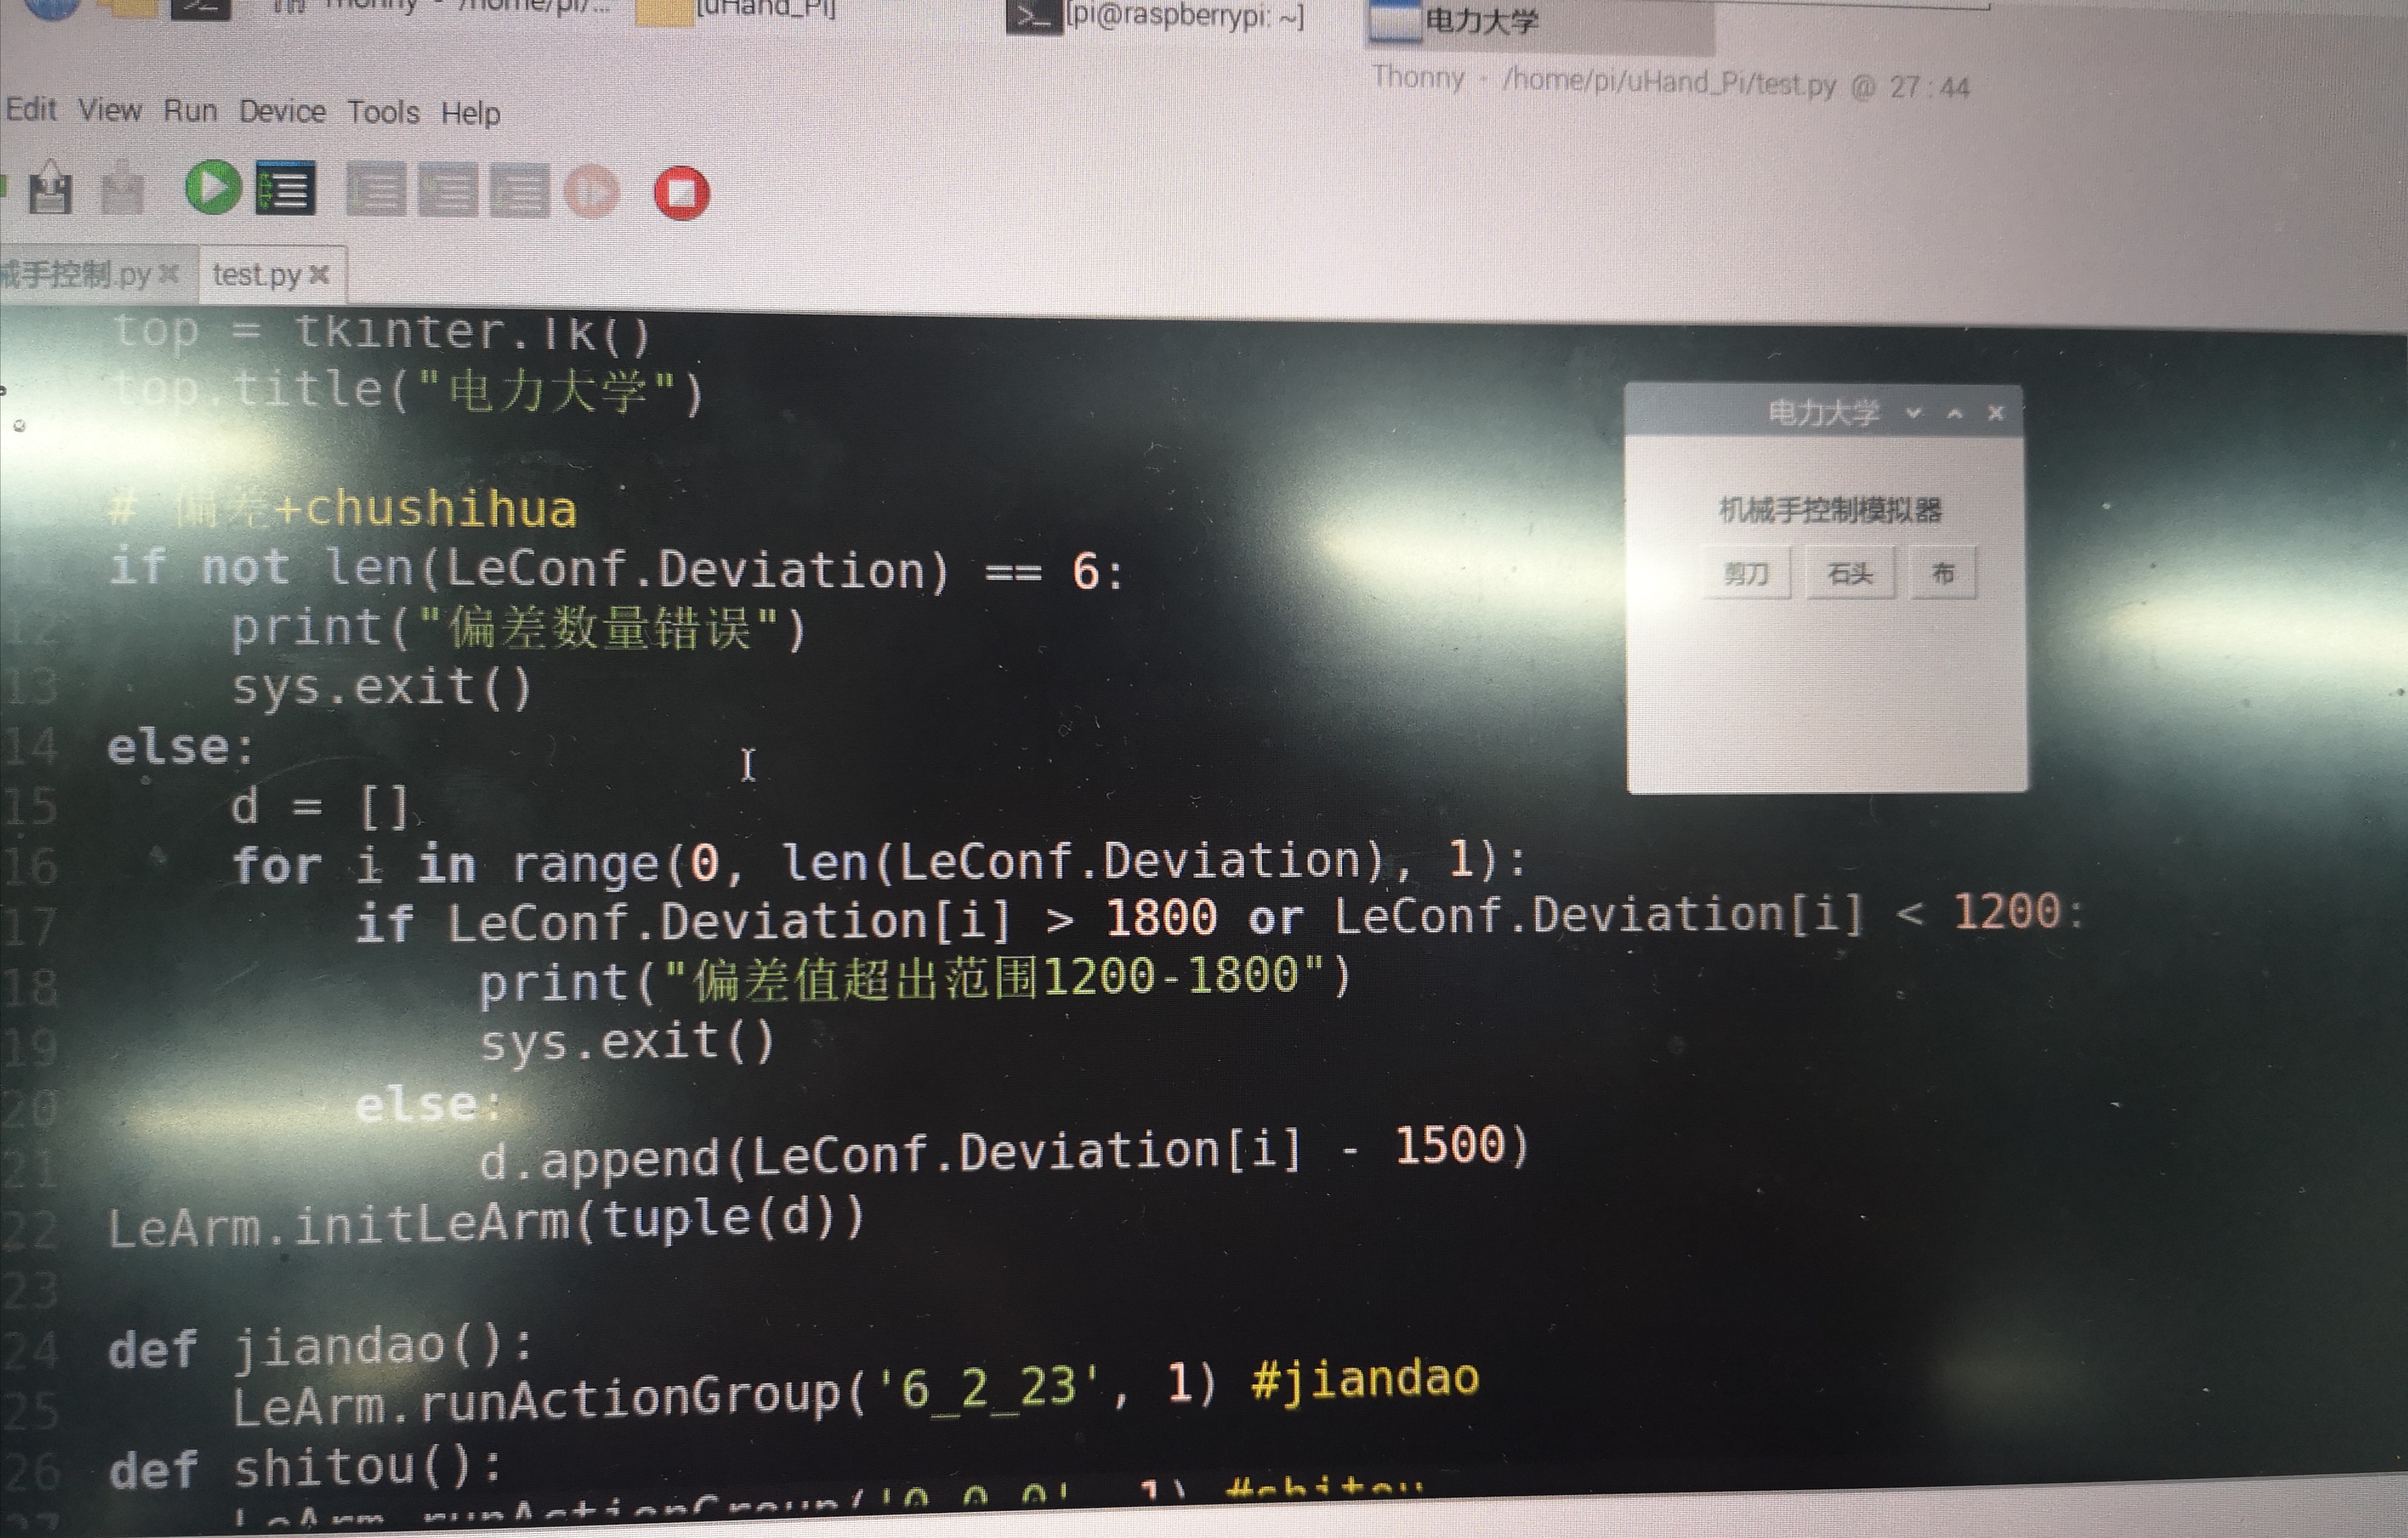 [uHand_Pi]
[pi@raspberrypi: ~]
电力大学
Thonny - /home/pi/uHand_Pi/test.py @ 27:44
Edit View Run Device Tools Help
械手控制.py × test.py ×
top = tkinter.Tk()
top.title("电力大学")
# 偏差+chushihua
if not len(LeConf.Deviation) == 6:
12 print("偏差数量错误")
13 sys.exit()
14 else:
15 d = []
16 for i in range(0, len(LeConf.Deviation), 1):
17 if LeConf.Deviation[i] > 1800 or LeConf.Deviation[i] < 1200:
18 print("偏差值超出范围1200-1800")
19 sys.exit()
20 else:
21 d.append(LeConf.Deviation[i] - 1500)
22 LeArm.initLeArm(tuple(d))
23
24 def jiandao():
25 LeArm.runActionGroup('6_2_23', 1) #jiandao
26 def shitou():
电力大学
机械手控制模拟器
剪刀 石头 布